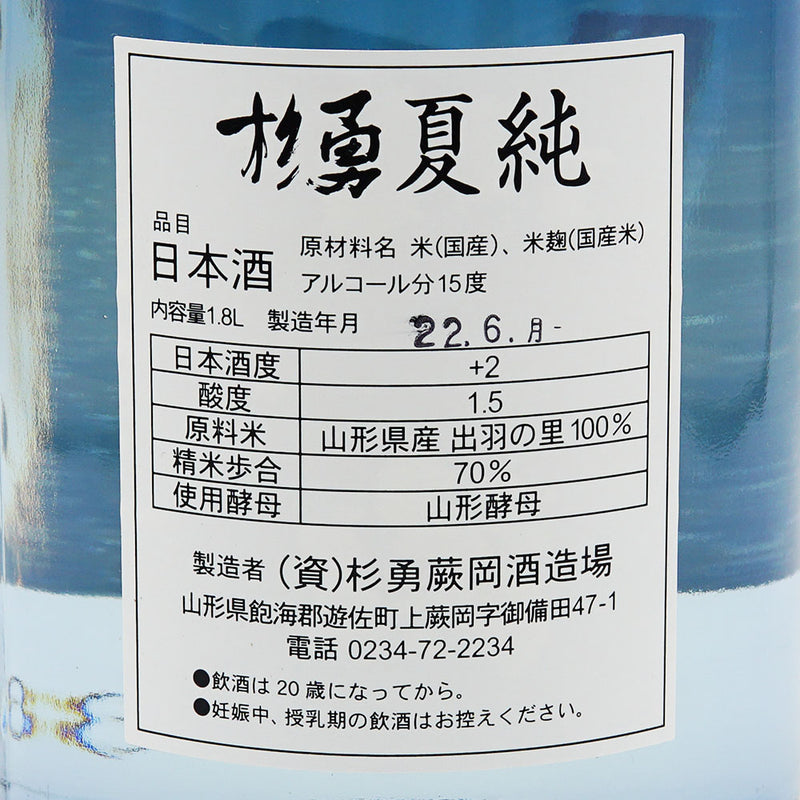 杉勇夏純
品目
日本酒
原材料名 米(国産)、米麹(国産米)
アルコール分15度
内容量1.8L 製造年月 22.6.月-
日本酒度 +2
酸度 1.5
原料米 山形県産 出羽の里100%
精米歩合 70%
使用酵母 山形酵母
製造者 (資)杉勇蕨岡酒造場
山形県飽海郡遊佐町上蕨岡字御備田47-1
電話 0234-72-2234
●飲酒は20歳になってから。
●妊娠中、授乳期の飲酒はお控えください。